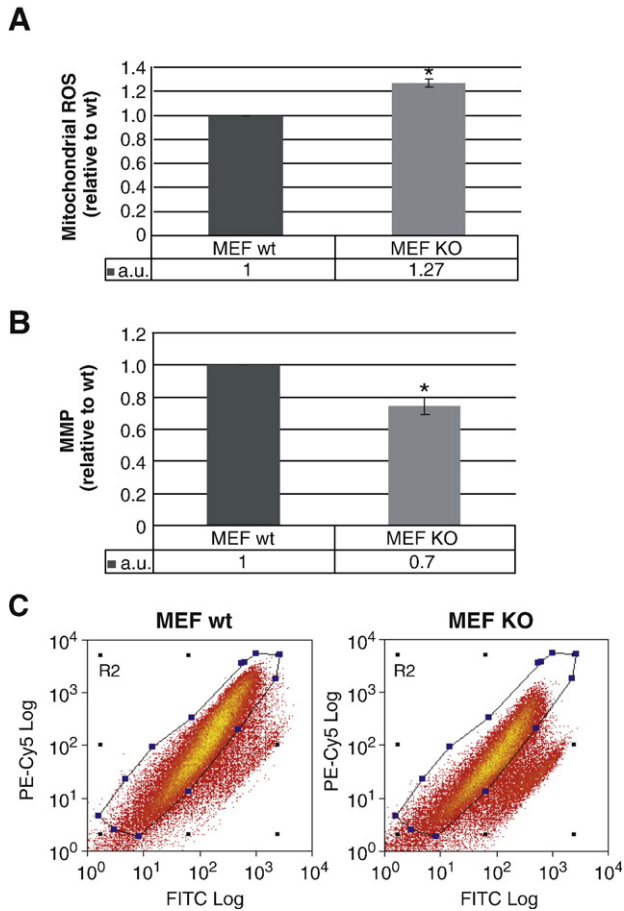 A
Mitochondrial ROS
(relative to wt)
1.4
1.2
1.0
0.8
0.6
0.4
0.2
0
*
MEF wt MEF KO
a.u. 1 1.27
B
MMP
(relative to wt)
1.2
1.0
0.8
0.6
0.4
0.2
0
*
MEF wt MEF KO
a.u. 1 0.7
C
MEF wt
PE-Cy5 Log
10⁴
10³
10²
10¹
10⁰
R2
10⁰ 10¹ 10² 10³ 10⁴
FITC Log
MEF KO
PE-Cy5 Log
10⁴
10³
10²
10¹
10⁰
R2
10⁰ 10¹ 10² 10³ 10⁴
FITC Log